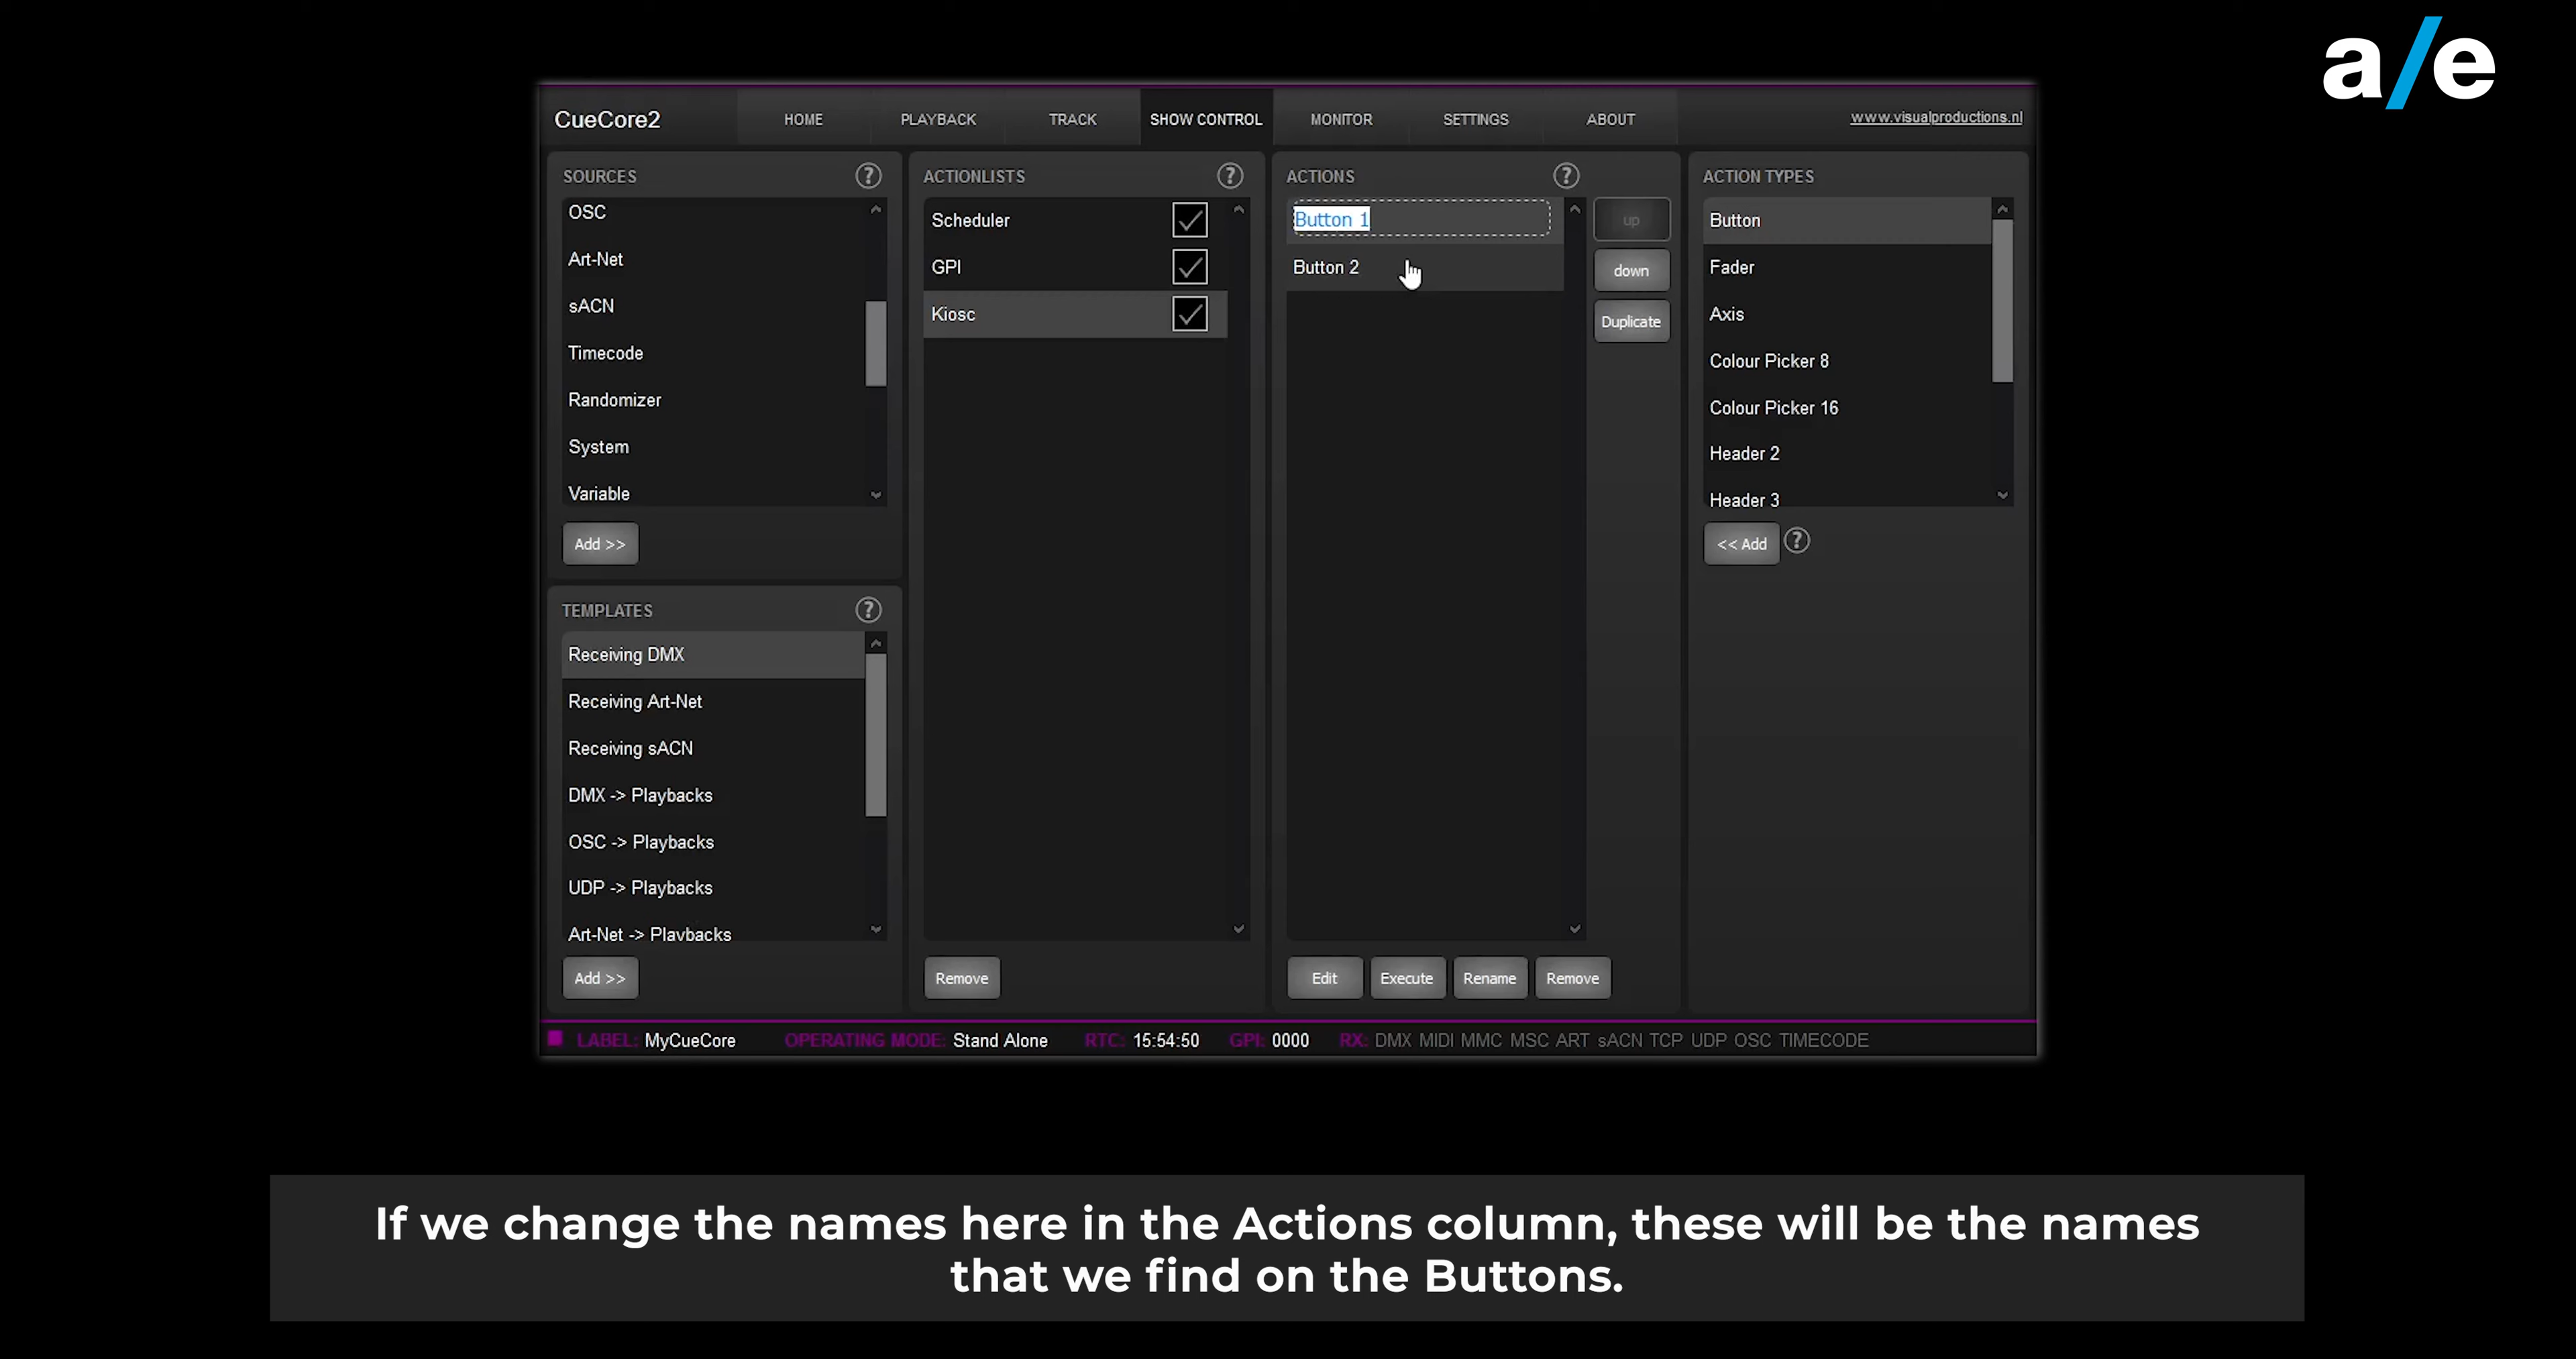 a/e
CueCore2
HOME
PLAYBACK
TRACK
SHOW CONTROL
MONITOR
SETTINGS
ABOUT
www.visualproductions.nl
SOURCES
?
OSC
Art-Net
sACN
Timecode
Randomizer
System
Variable
Add >>
TEMPLATES
?
Receiving DMX
Receiving Art-Net
Receiving sACN
DMX -> Playbacks
OSC -> Playbacks
UDP -> Playbacks
Art-Net -> Playbacks
Add >>
ACTIONLISTS
?
Scheduler
GPI
Kiosc
Remove
ACTIONS
?
Button 1
Button 2
up
down
Duplicate
Edit
Execute
Rename
Remove
ACTION TYPES
Button
Fader
Axis
Colour Picker 8
Colour Picker 16
Header 2
Header 3
<< Add
?
LABEL: MyCueCore
OPERATING MODE: Stand Alone
RTC: 15:54:50
GPI: 0000
RX: DMX MIDI MMC MSC ART sACN TCP UDP OSC TIMECODE
If we change the names here in the Actions column, these will be the names
that we find on the Buttons.